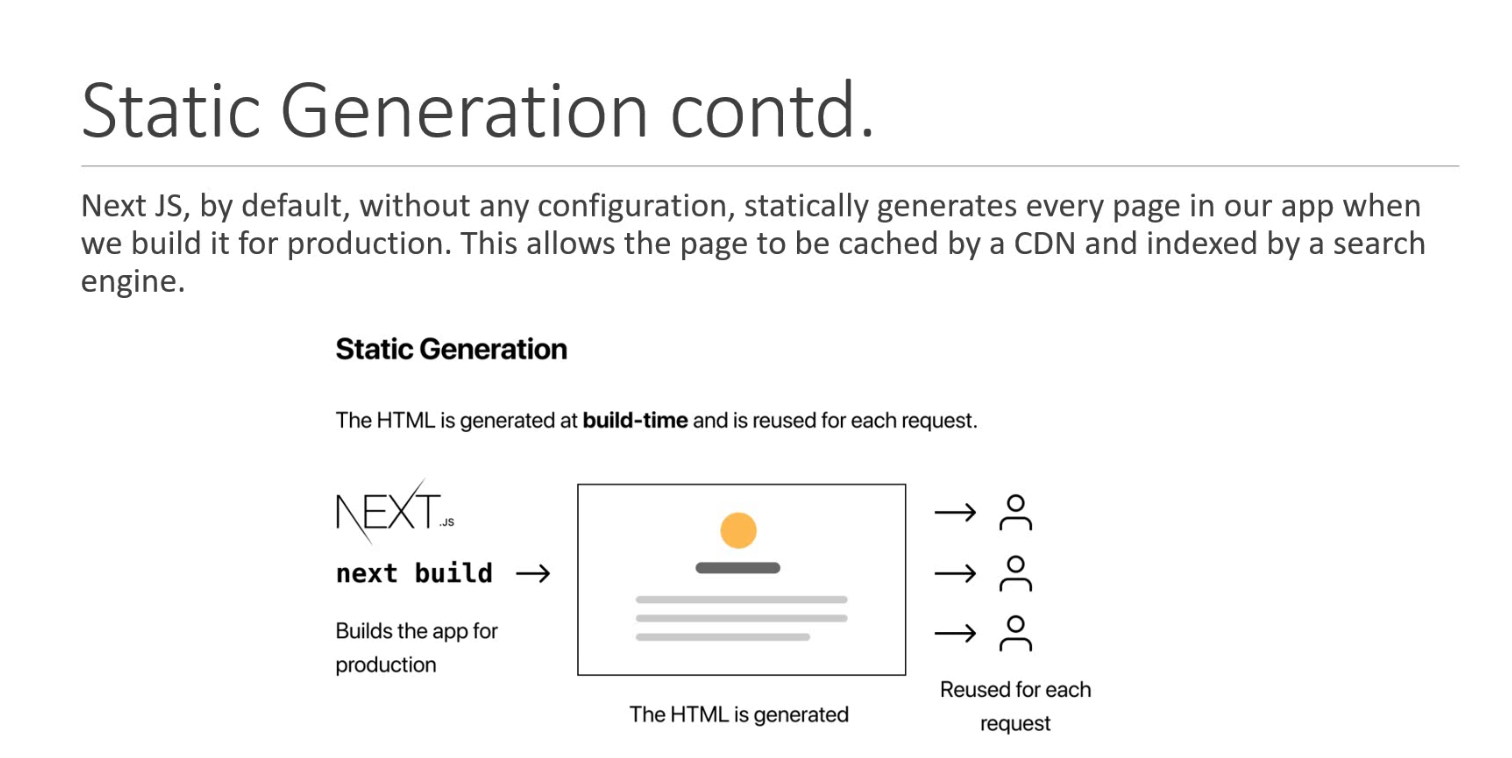 Static Generation contd.
Next JS, by default, without any configuration, statically generates every page in our app when
we build it for production. This allows the page to be cached by a CDN and indexed by a search
engine.
Static Generation
The HTML is generated at build-time and is reused for each request.
NEXT.JS
next build
Builds the app for
production
The HTML is generated
Reused for each
request